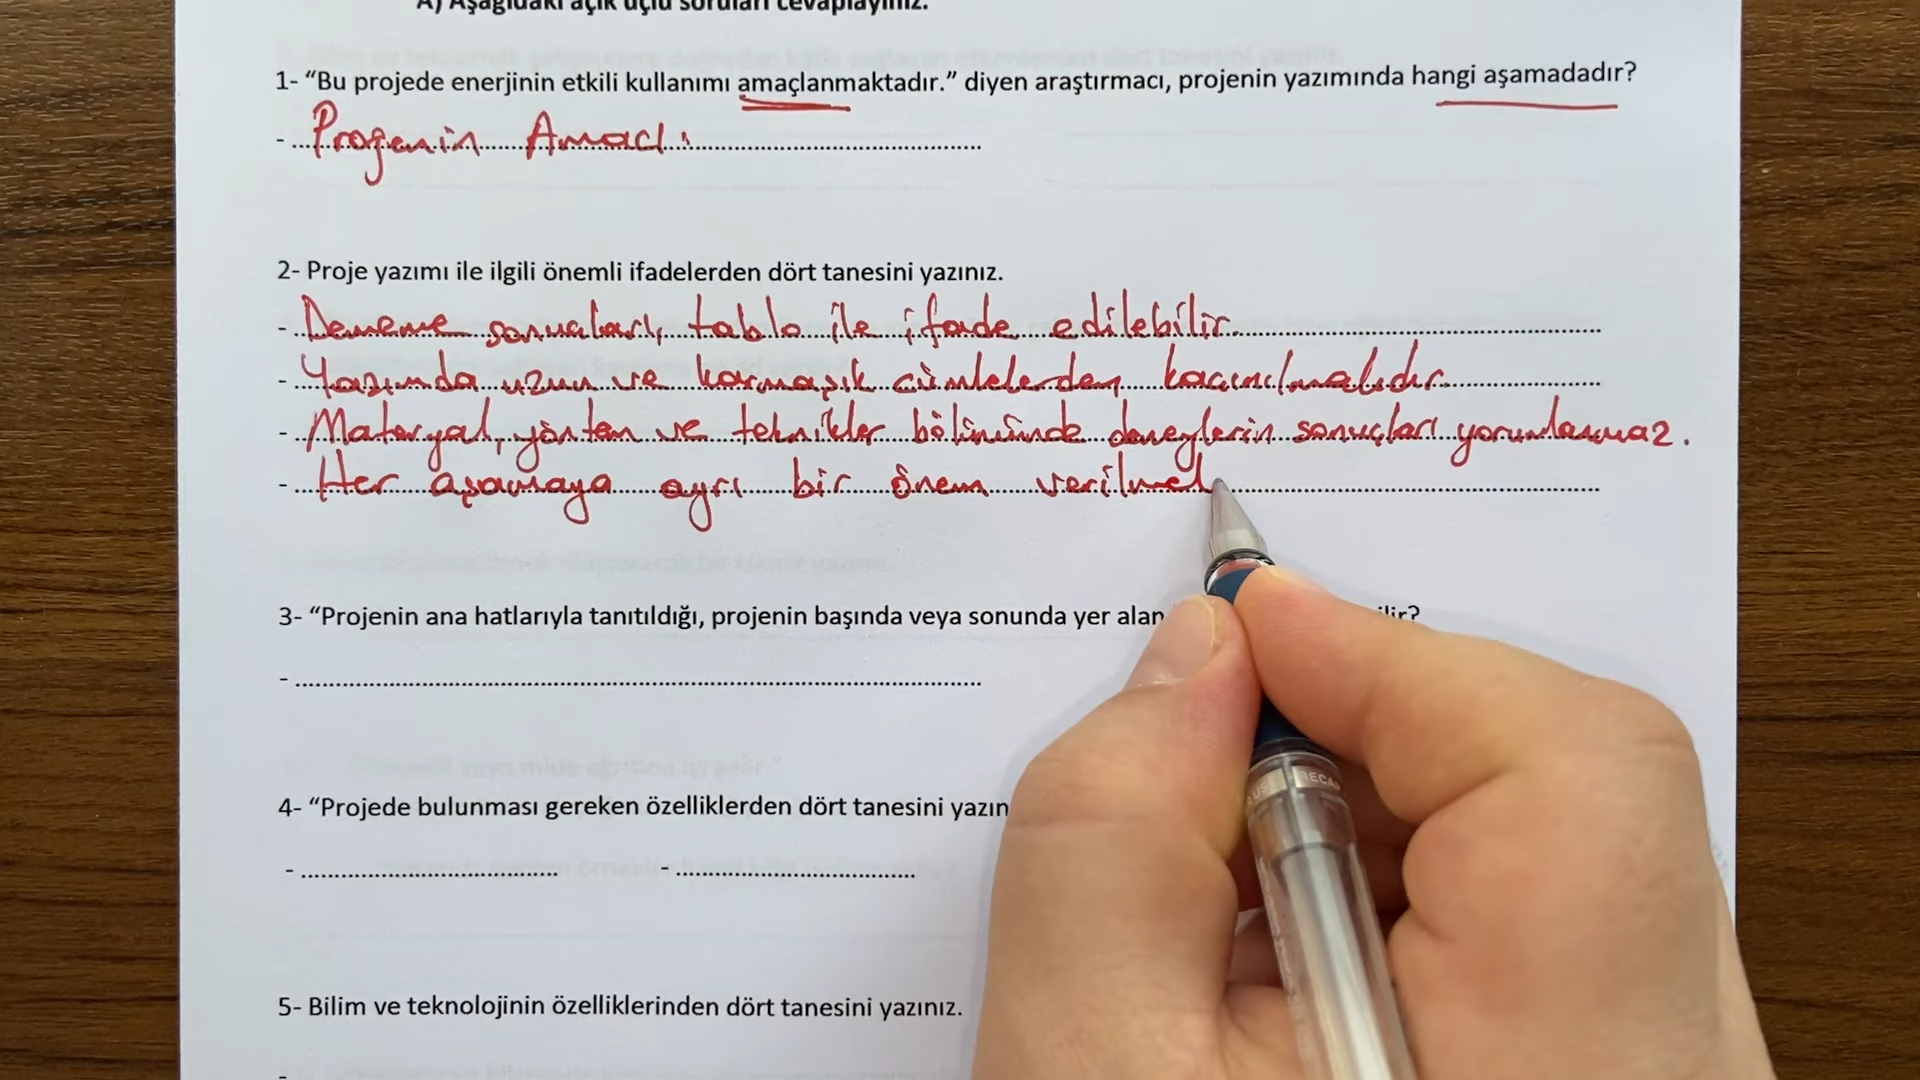 A) Aşağıdaki açık uçlu soruları cevaplayınız.
1- “Bu projede enerjinin etkili kullanımı amaçlanmaktadır.” diyen araştırmacı, projenin yazımında hangi aşamadadır?
- Projenin Amacı.
2- Proje yazımı ile ilgili önemli ifadelerden dört tanesini yazınız.
- Deneme sonuçları, tablo ile ifade edilebilir.
- Yazımda uzun ve karmaşık cümlelerden kaçınılmalıdır.
- Materyal, yöntem ve teknikler bölümünde deneylerin sonuçları yorumlanmaz.
- Her aşamaya ayrı bir önem verilmel
3- “Projenin ana hatlarıyla tanıtıldığı, projenin başında veya sonunda yer alan ilir?
-
4- “Projede bulunması gereken özelliklerden dört tanesini yazın
- -
5- Bilim ve teknolojinin özelliklerinden dört tanesini yazınız.
-